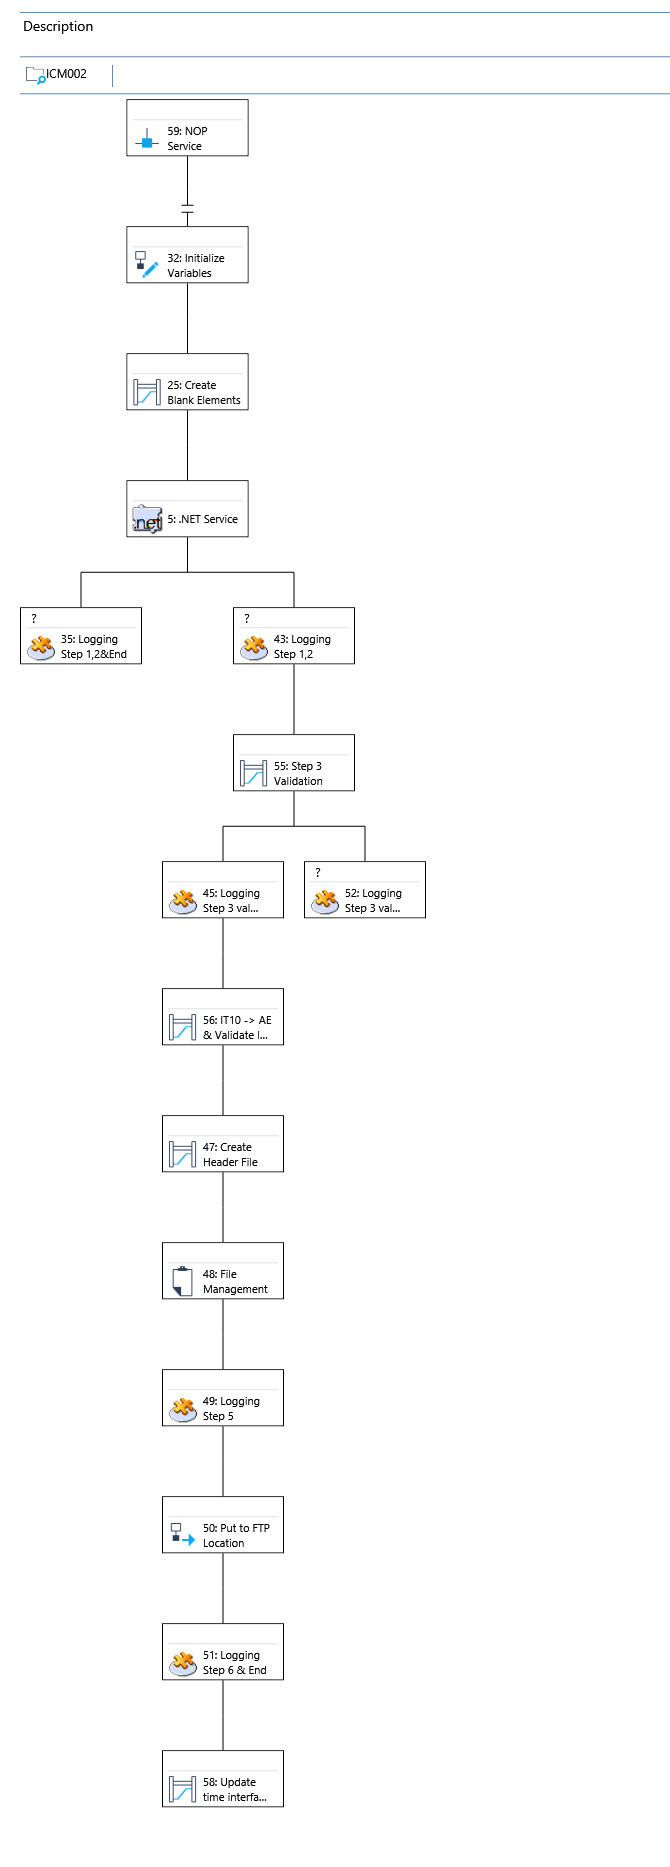 Description
ICM002
59: NOP
Service
32: Initialize
Variables
25: Create
Blank Elements
.net
5: .NET Service
?
35: Logging
Step 1,2&End
?
43: Logging
Step 1,2
55: Step 3
Validation
45: Logging
Step 3 val...
?
52: Logging
Step 3 val...
56: IT10 -> AE
& Validate I...
47: Create
Header File
48: File
Management
49: Logging
Step 5
50: Put to FTP
Location
51: Logging
Step 6 & End
58: Update
time interfa...